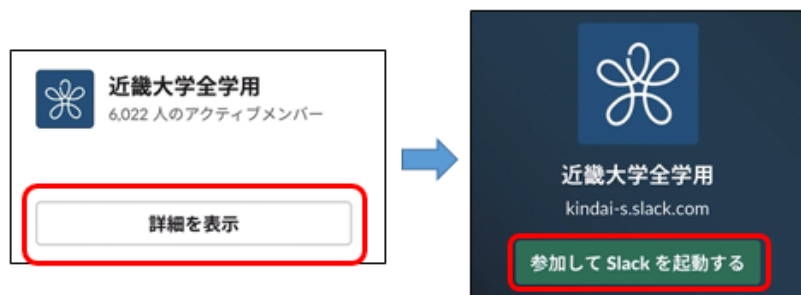 近畿大学全学用
6,022 人のアクティブメンバー
詳細を表示
近畿大学全学用
kindai-s.slack.com
参加して Slack を起動する